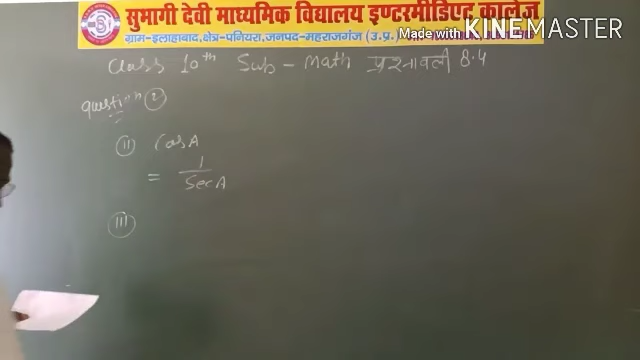 सुभागी देवी माध्यमिक विद्यालय इण्टरमीडिएट कालेज
ग्राम-इलाहाबाद, क्षेत्र-पनियरा, जनपद-महराजगंज (उ.प्र.)
Made with KINEMASTER
Class 10th Sub - Math प्रश्नावली 8.4
question (2)
(ii) Cos A
= 1
Sec A
(iii)